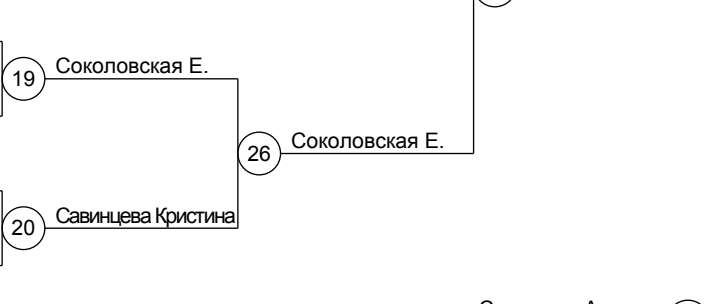 19 Соколовская Е.
26 Соколовская Е.
20 Савинцева Кристина